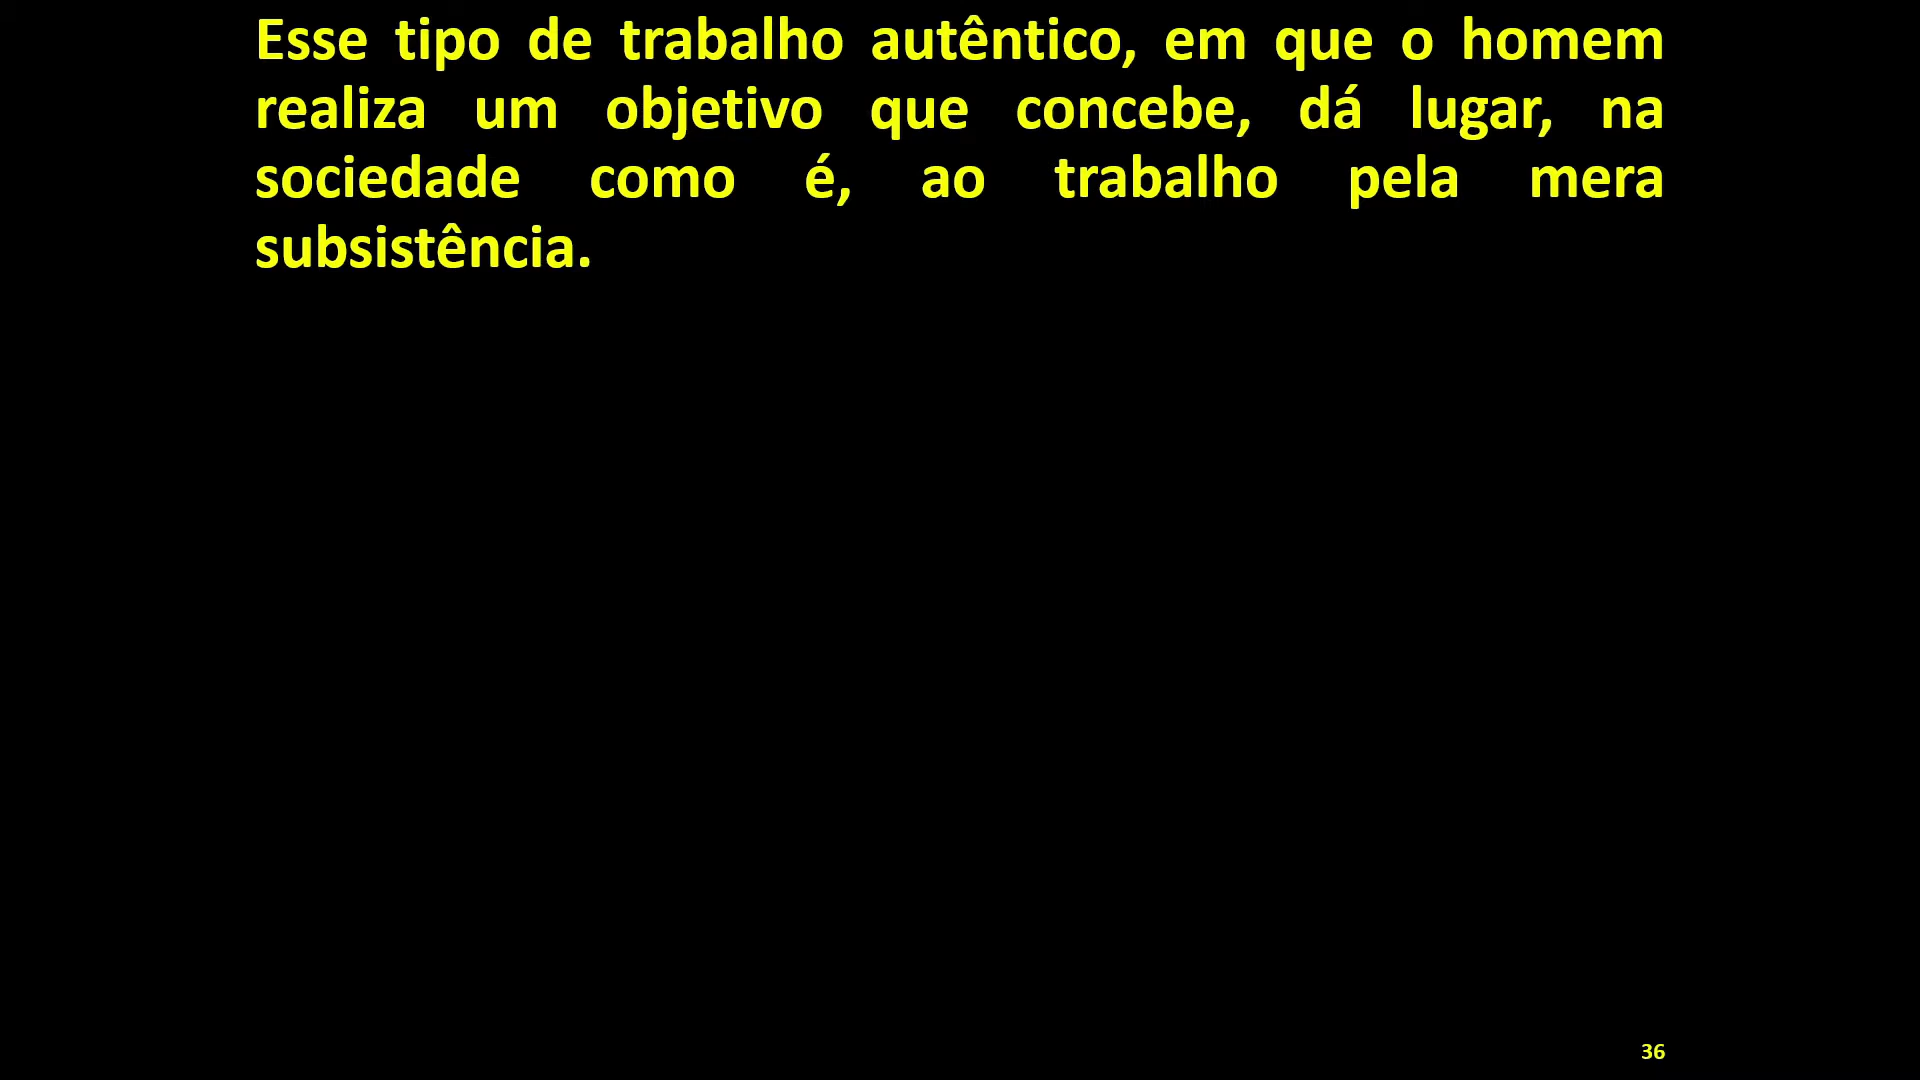 Esse tipo de trabalho autêntico, em que o homem
realiza um objetivo que concebe, dá lugar, na
sociedade como é, ao trabalho pela mera
subsistência.
36